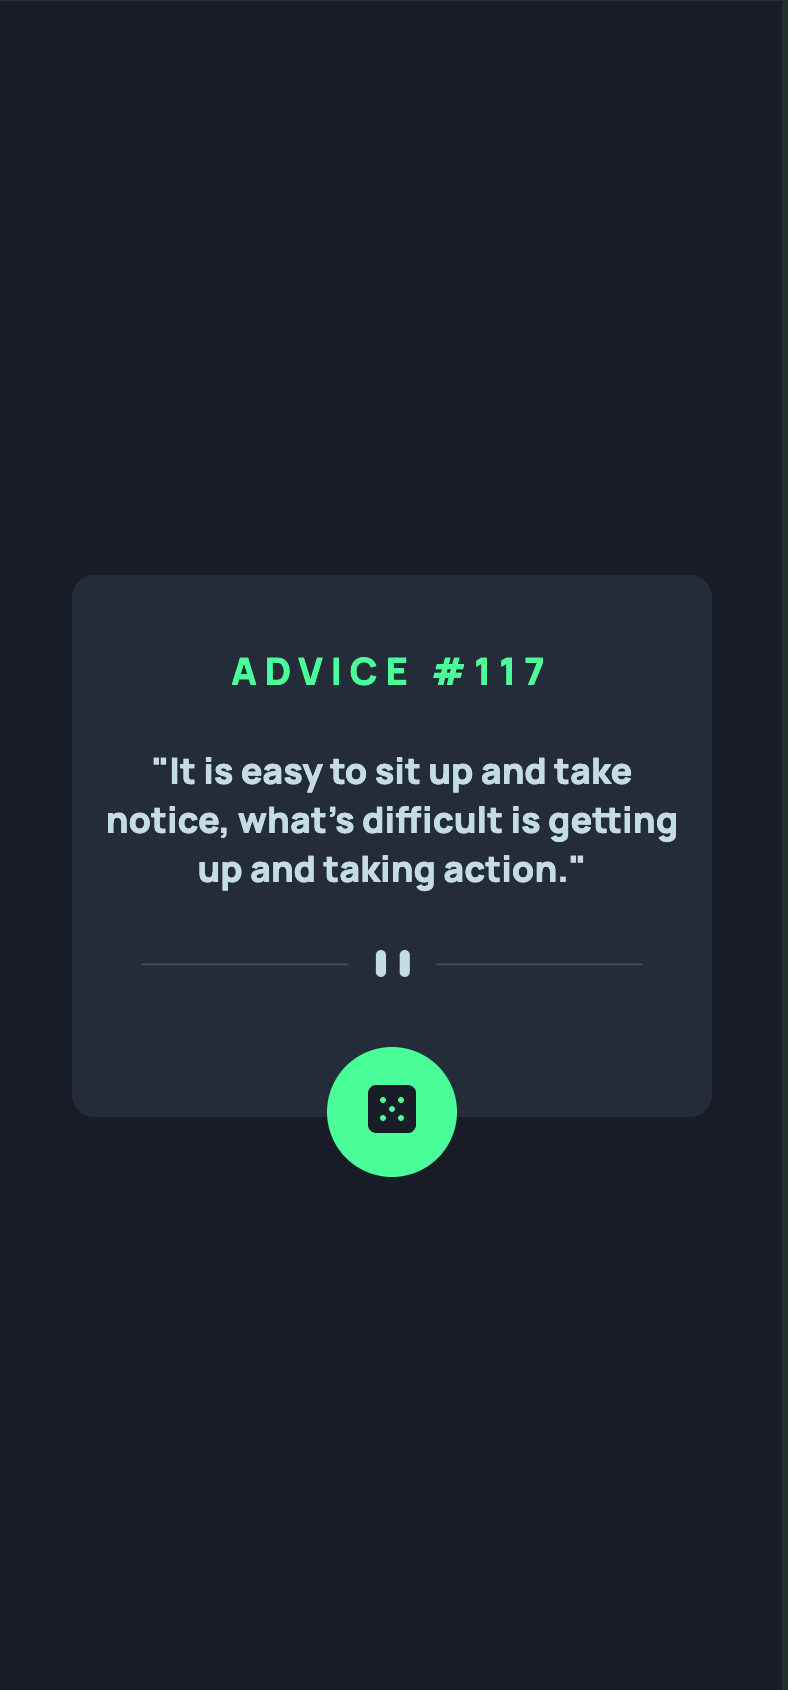 ADVICE #117
"It is easy to sit up and take
notice, what's difficult is getting
up and taking action."